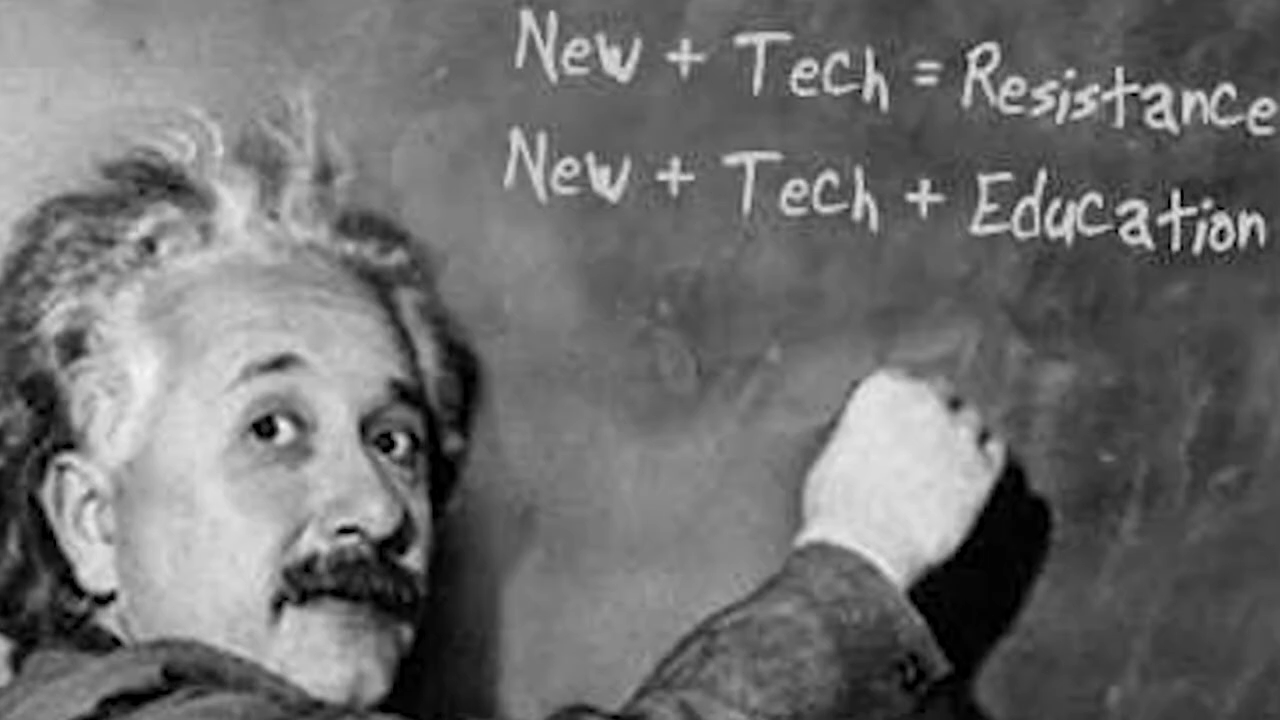 New + Tech = Resistance
New + Tech + Education